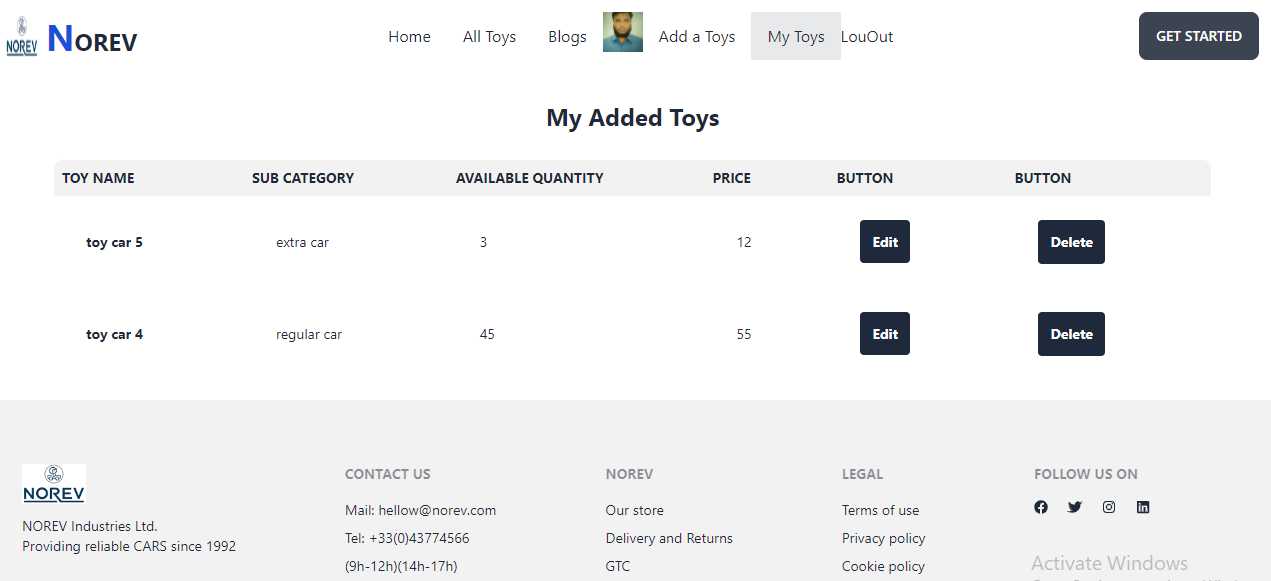 NOREV
NOREV
Home
All Toys
Blogs
Add a Toys
My Toys
LouOut
GET STARTED
My Added Toys
TOY NAME SUB CATEGORY AVAILABLE QUANTITY PRICE BUTTON BUTTON
toy car 5 extra car 3 12 Edit Delete
toy car 4 regular car 45 55 Edit Delete
NOREV
NOREV Industries Ltd.
Providing reliable CARS since 1992
CONTACT US
Mail: hellow@norev.com
Tel: +33(0)43774566
(9h-12h)(14h-17h)
NOREV
Our store
Delivery and Returns
GTC
LEGAL
Terms of use
Privacy policy
Cookie policy
FOLLOW US ON
Activate Windows